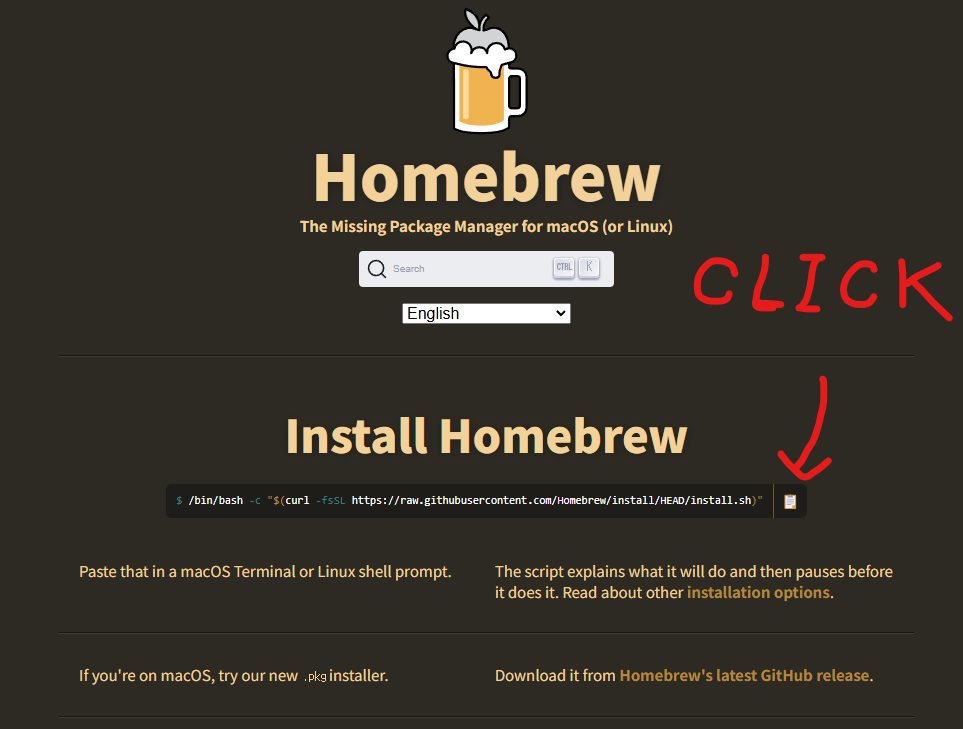 Homebrew
The Missing Package Manager for macOS (or Linux)
Search CTRL K
CLICK
English
Install Homebrew
$ /bin/bash -c "$(curl -fsSL https://raw.githubusercontent.com/Homebrew/install/HEAD/install.sh)"
Paste that in a macOS Terminal or Linux shell prompt.
The script explains what it will do and then pauses before
it does it. Read about other installation options.
If you're on macOS, try our new .pkg installer.
Download it from Homebrew's latest GitHub release.